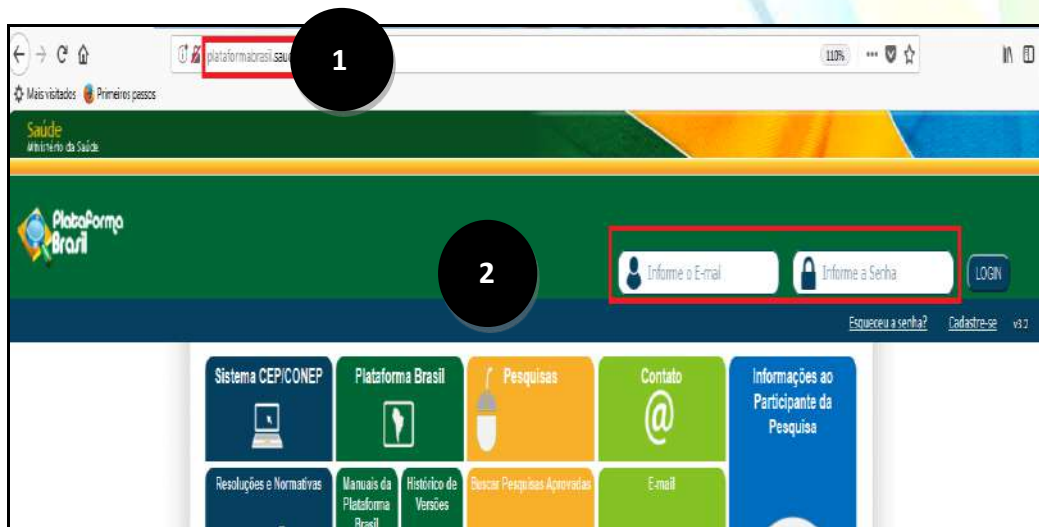 plataformabrasil.saud
1
110%
Mais visitados Primeiros passos
Saúde
Ministério da Saúde
Plataforma
Brasil
2
Informe o E-mail Informe a Senha LOGIN
Esqueceu a senha? Cadastre-se v3.2
Sistema CEP/CONEP Plataforma Brasil Pesquisas Contato Informações ao
Participante da
Pesquisa
@
Resoluções e Normativas Manuais da Histórico de Buscar Pesquisas Aprovadas E-mail
Plataforma Versões
Brasil